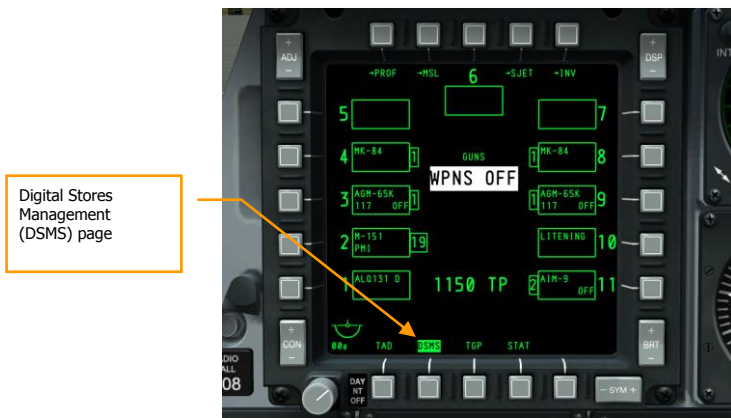 Digital Stores
Management
(DSMS) page
+
ADJ
-
+
DSP
-
INT
→PROF →MSL 6 →SJET →INV
5
7
4 MK-84 1
GUNS
1 MK-84 8
WPNS OFF
3 AGM-65K 1
117 OFF
1 AGM-65K 9
117 OFF
2 M-151 19
PMI
LITENING 10
1 ALQ131 D
1150 TP
2 AIM-9 11
OFF
+
CON
-
+
BRT
-
00e TAD DSMS TGP STAT
ALL
08
DAY
NT
OFF
- SYM +